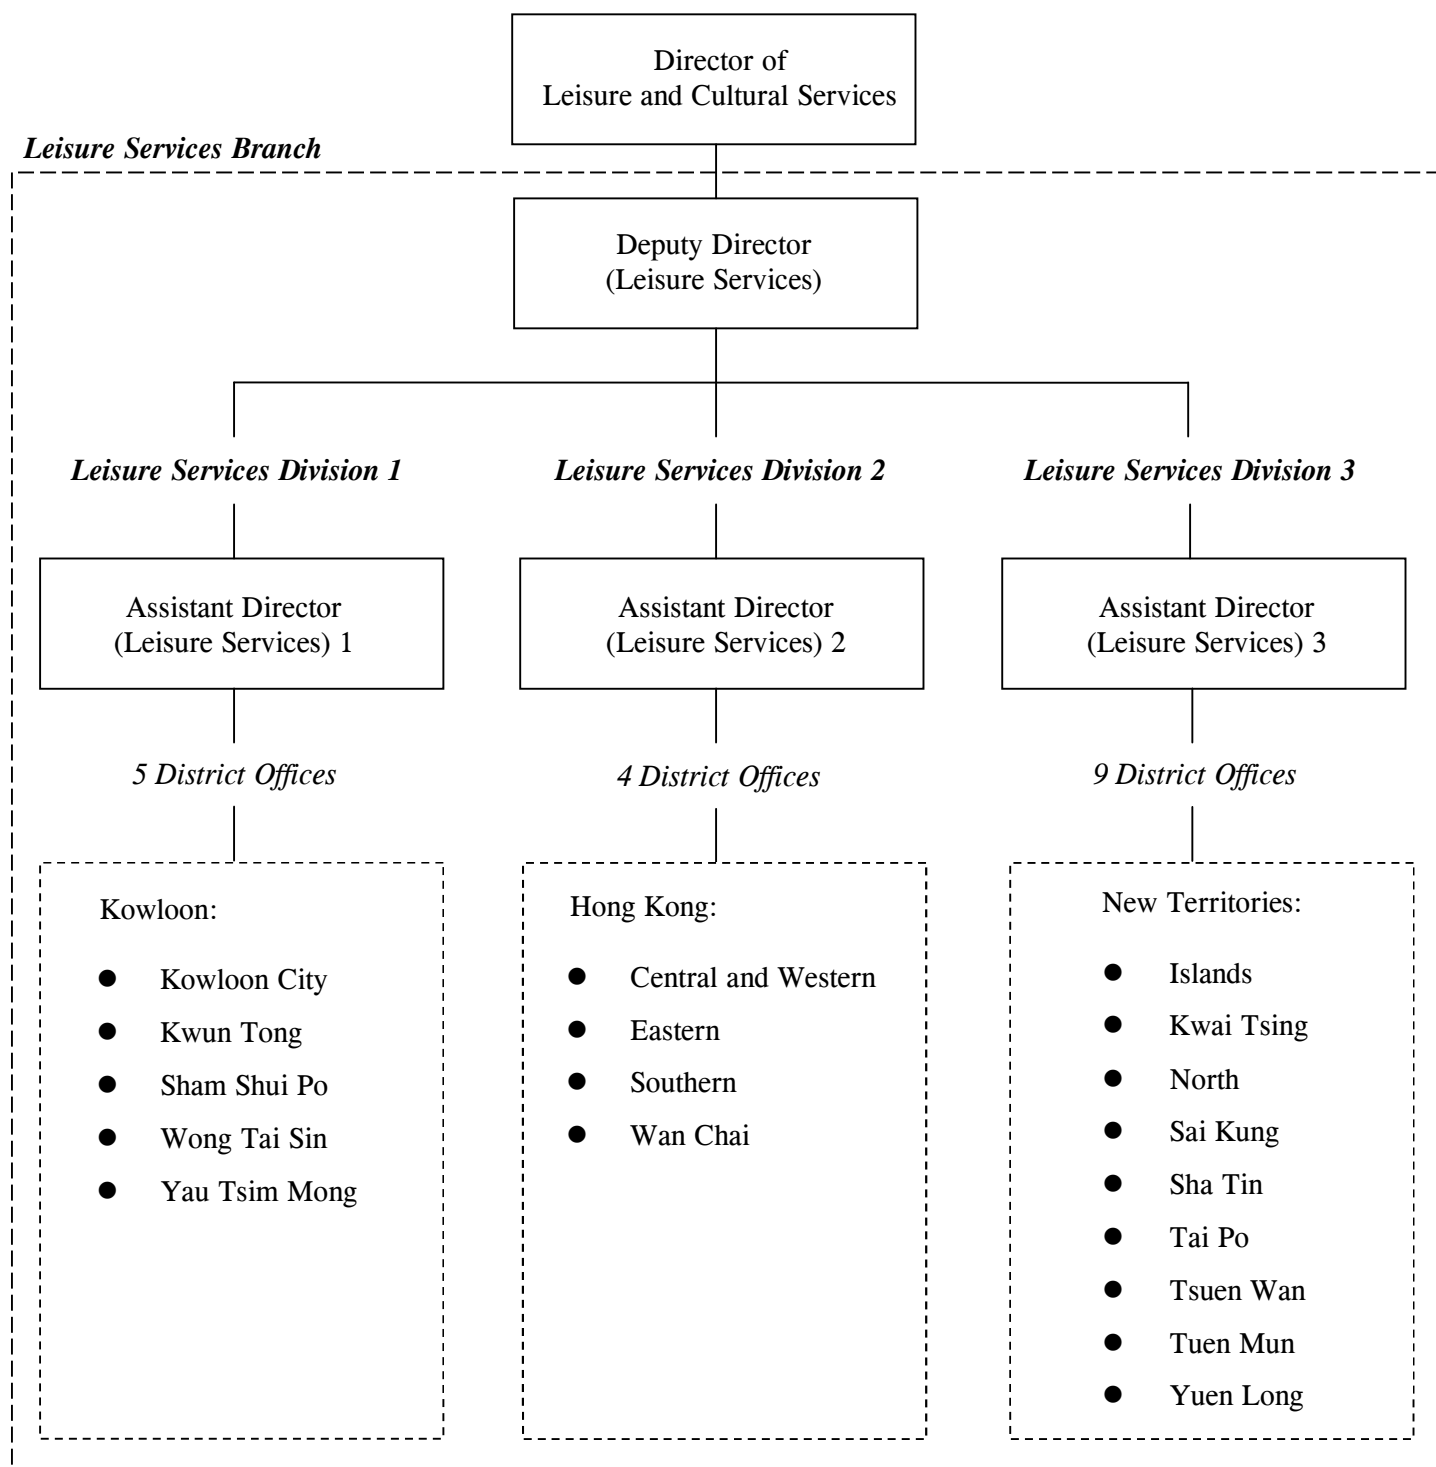 Director of
Leisure and Cultural Services
Leisure Services Branch
Deputy Director
(Leisure Services)
Leisure Services Division 1
Leisure Services Division 2
Leisure Services Division 3
Assistant Director
(Leisure Services) 1
Assistant Director
(Leisure Services) 2
Assistant Director
(Leisure Services) 3
5 District Offices
4 District Offices
9 District Offices
Kowloon:
● Kowloon City
● Kwun Tong
● Sham Shui Po
● Wong Tai Sin
● Yau Tsim Mong
Hong Kong:
● Central and Western
● Eastern
● Southern
● Wan Chai
New Territories:
● Islands
● Kwai Tsing
● North
● Sai Kung
● Sha Tin
● Tai Po
● Tsuen Wan
● Tuen Mun
● Yuen Long